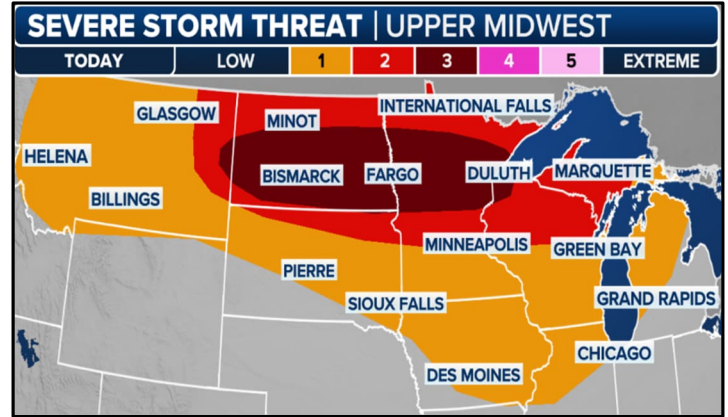 SEVERE STORM THREAT | UPPER MIDWEST
TODAY LOW 1 2 3 4 5 EXTREME
GLASGOW
MINOT
INTERNATIONAL FALLS
HELENA
BISMARCK
FARGO
DULUTH
MARQUETTE
BILLINGS
MINNEAPOLIS
GREEN BAY
PIERRE
SIOUX FALLS
GRAND RAPIDS
CHICAGO
DES MOINES